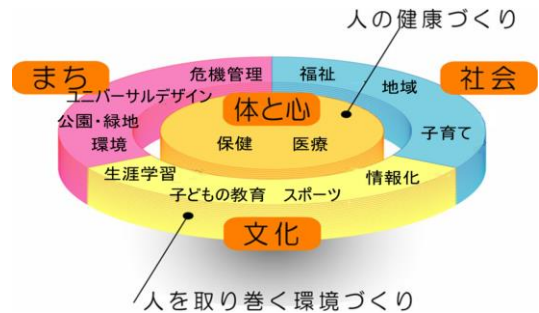 人の健康づくり
まち
危機管理
福祉
社会
ユニバーサルデザイン
体と心
地域
公園・緑地
環境
保健
医療
子育て
生涯学習
子どもの教育
スポーツ
情報化
文化
人を取り巻く環境づくり